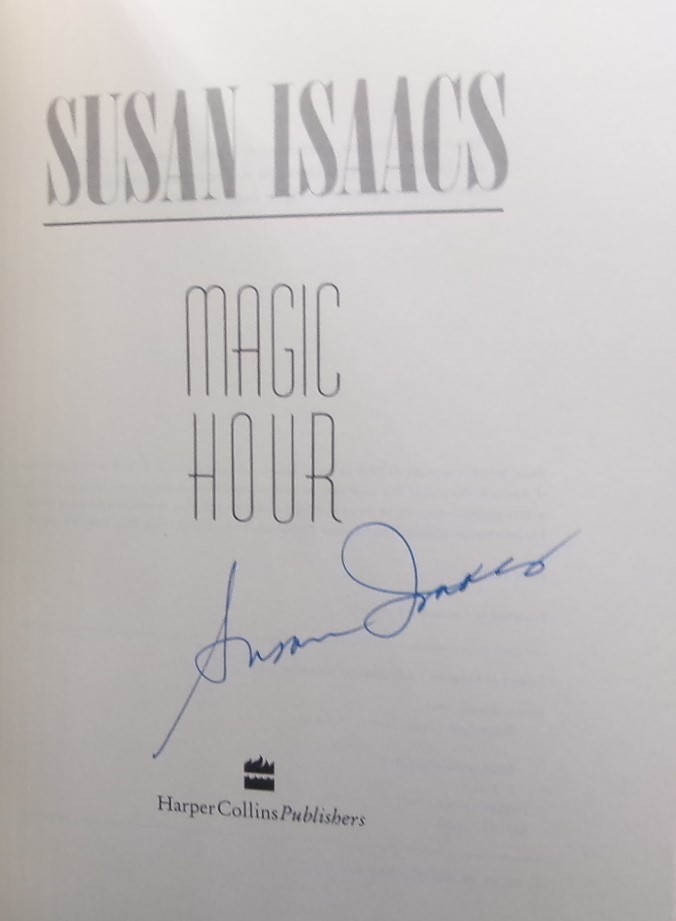 SUSAN ISAACS
MAGIC
HOUR
Susan Isaacs
HarperCollinsPublishers